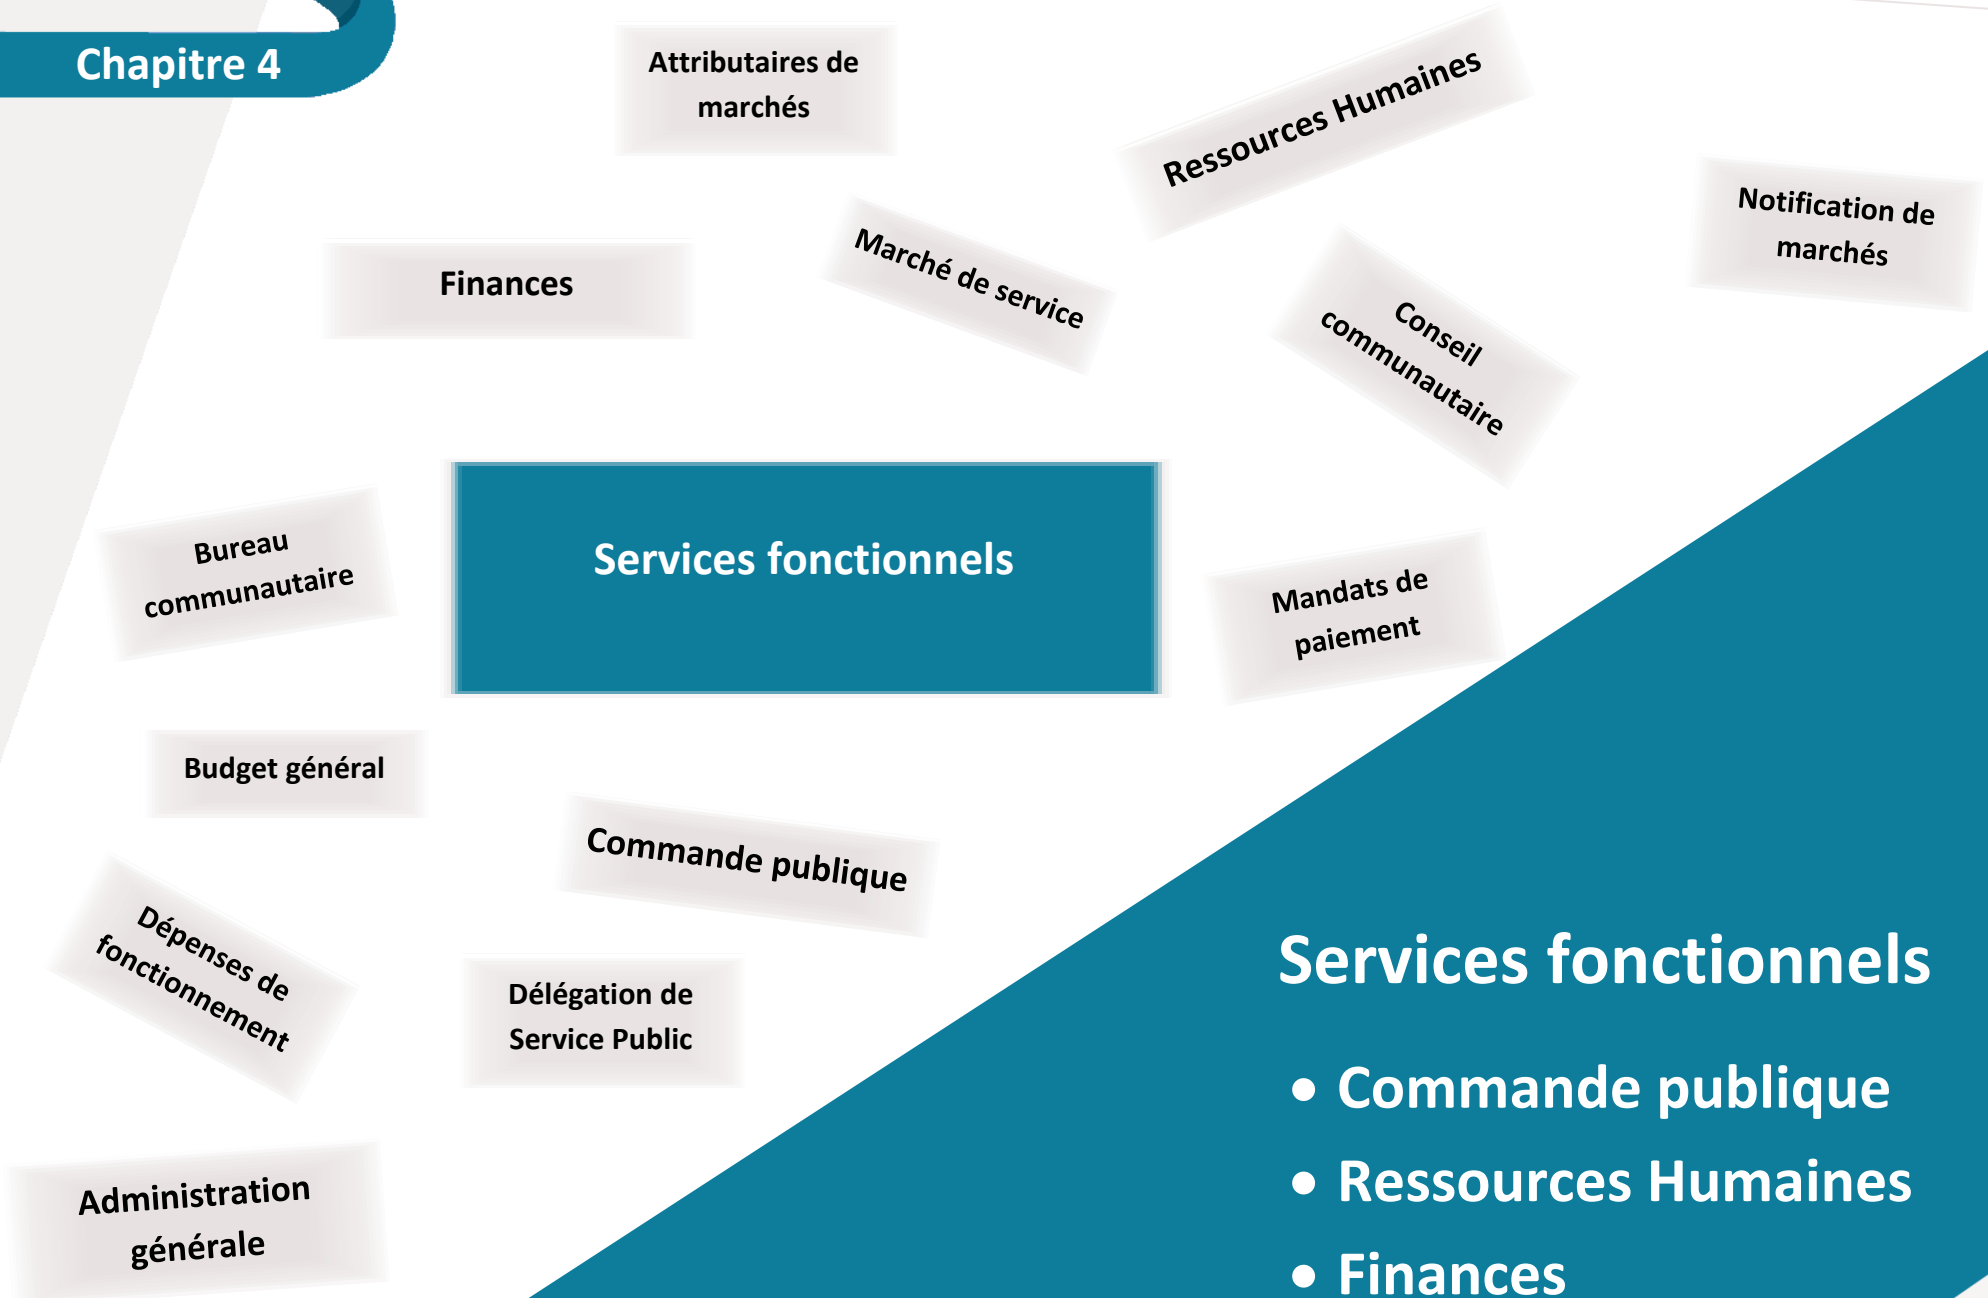 Chapitre 4
Attributaires de
marchés
Ressources Humaines
Notification de
marchés
Finances
Marché de service
Conseil
communautaire
Services fonctionnels
Bureau
communautaire
Mandats de
paiement
Budget général
Commande publique
Dépenses de
fonctionnement
Délégation de
Service Public
Administration
générale
Services fonctionnels
• Commande publique
• Ressources Humaines
• Finances